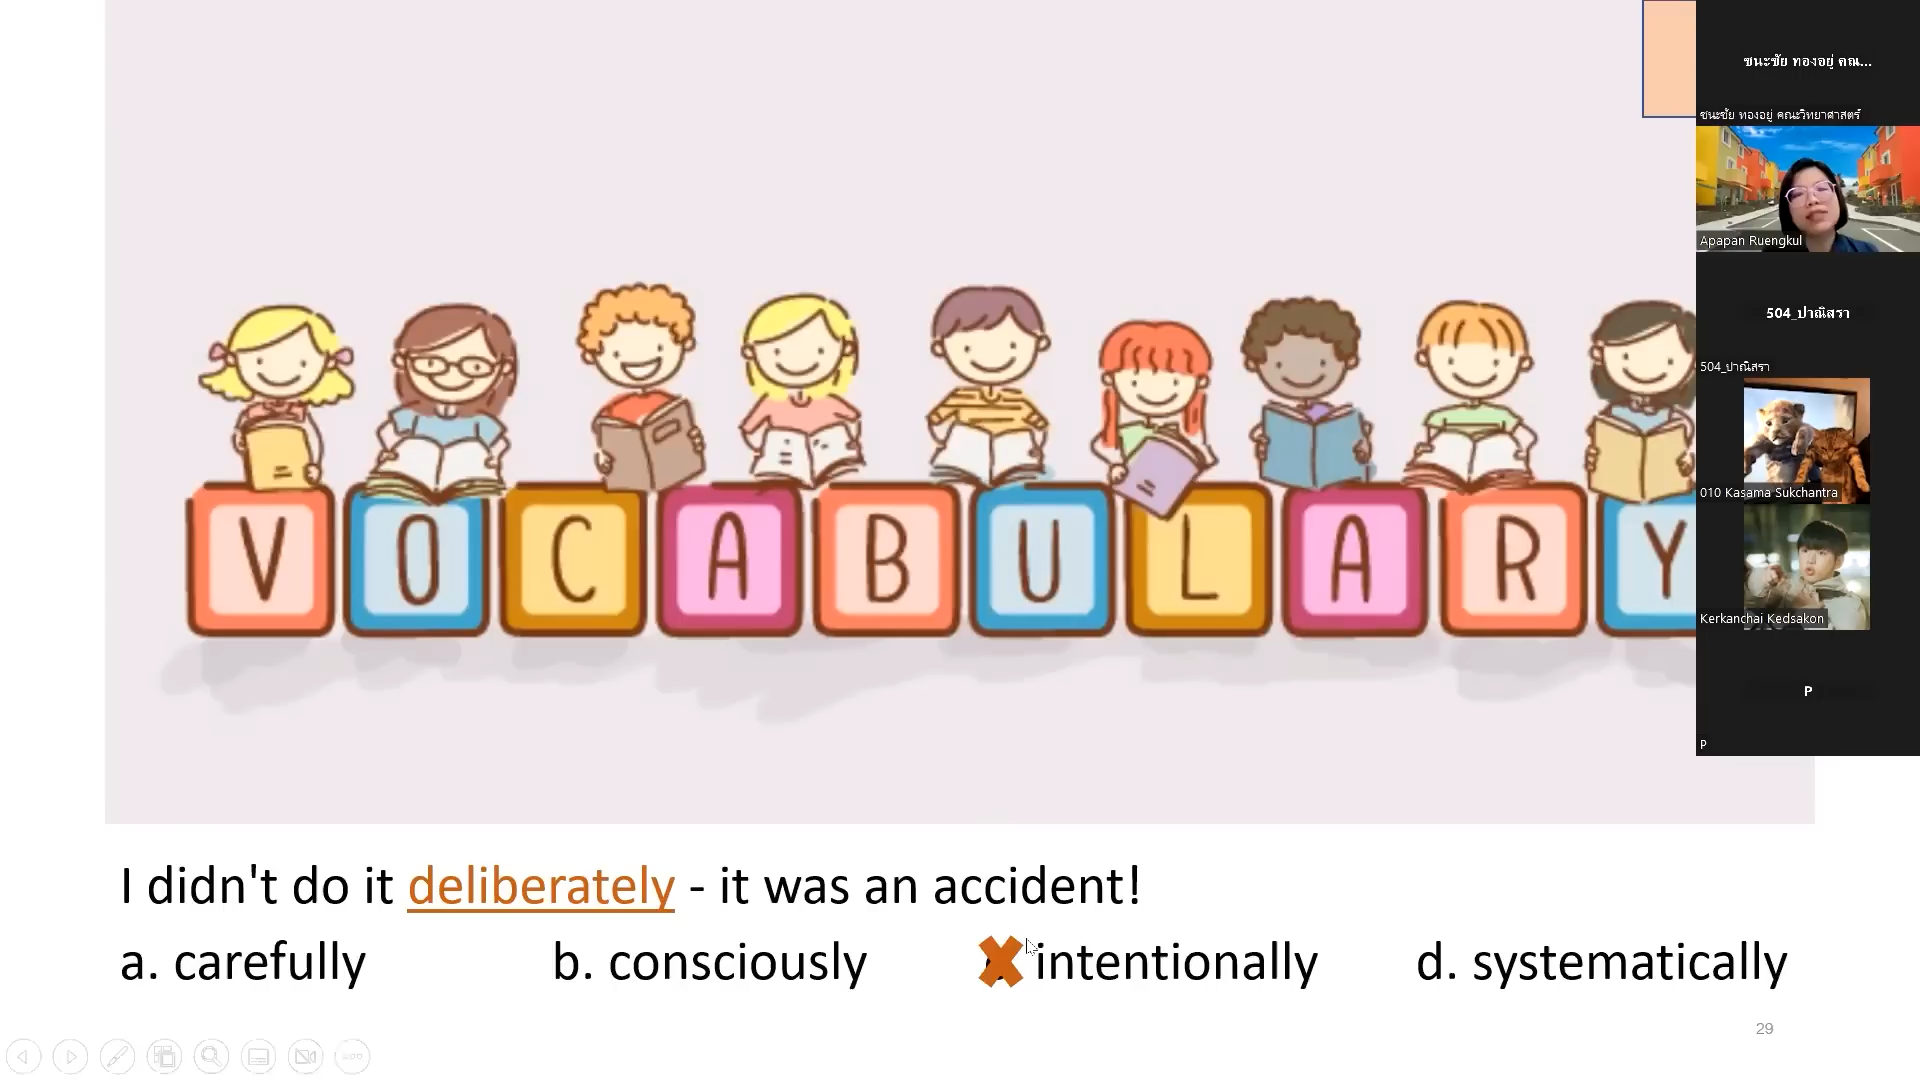 VOCABULARY
I didn't do it deliberately - it was an accident!
a. carefully b. consciously intentionally d. systematically
29
ชนะชัย ทองอยู่ คณ...
ชนะชัย ทองอยู่ คณะวิทยาศาสตร์
Apapan Ruengkul
504_ปาณิสรา
504_ปาณิสรา
010 Kasama Sukchantra
Kerkanchai Kedsakon
P
P